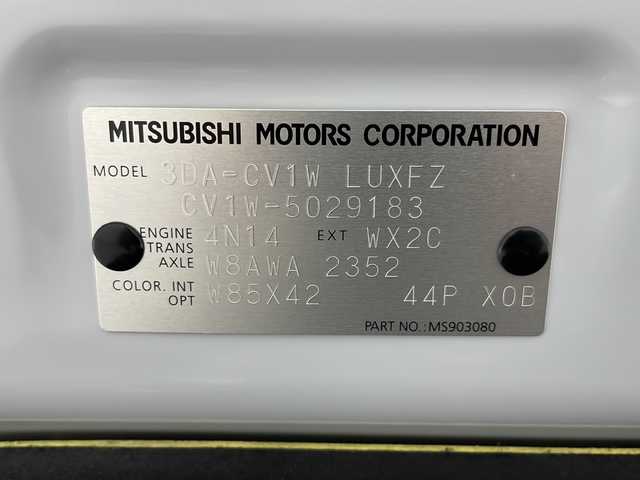 MITSUBISHI MOTORS CORPORATION
MODEL 3DA-CV1W LUXFZ
CV1W-5029183
ENGINE 4N14 EXT WX2C
TRANS
AXLE W8AWA 2352
COLOR. INT W85X42 44P X0B
OPT
PART NO.:MS903080